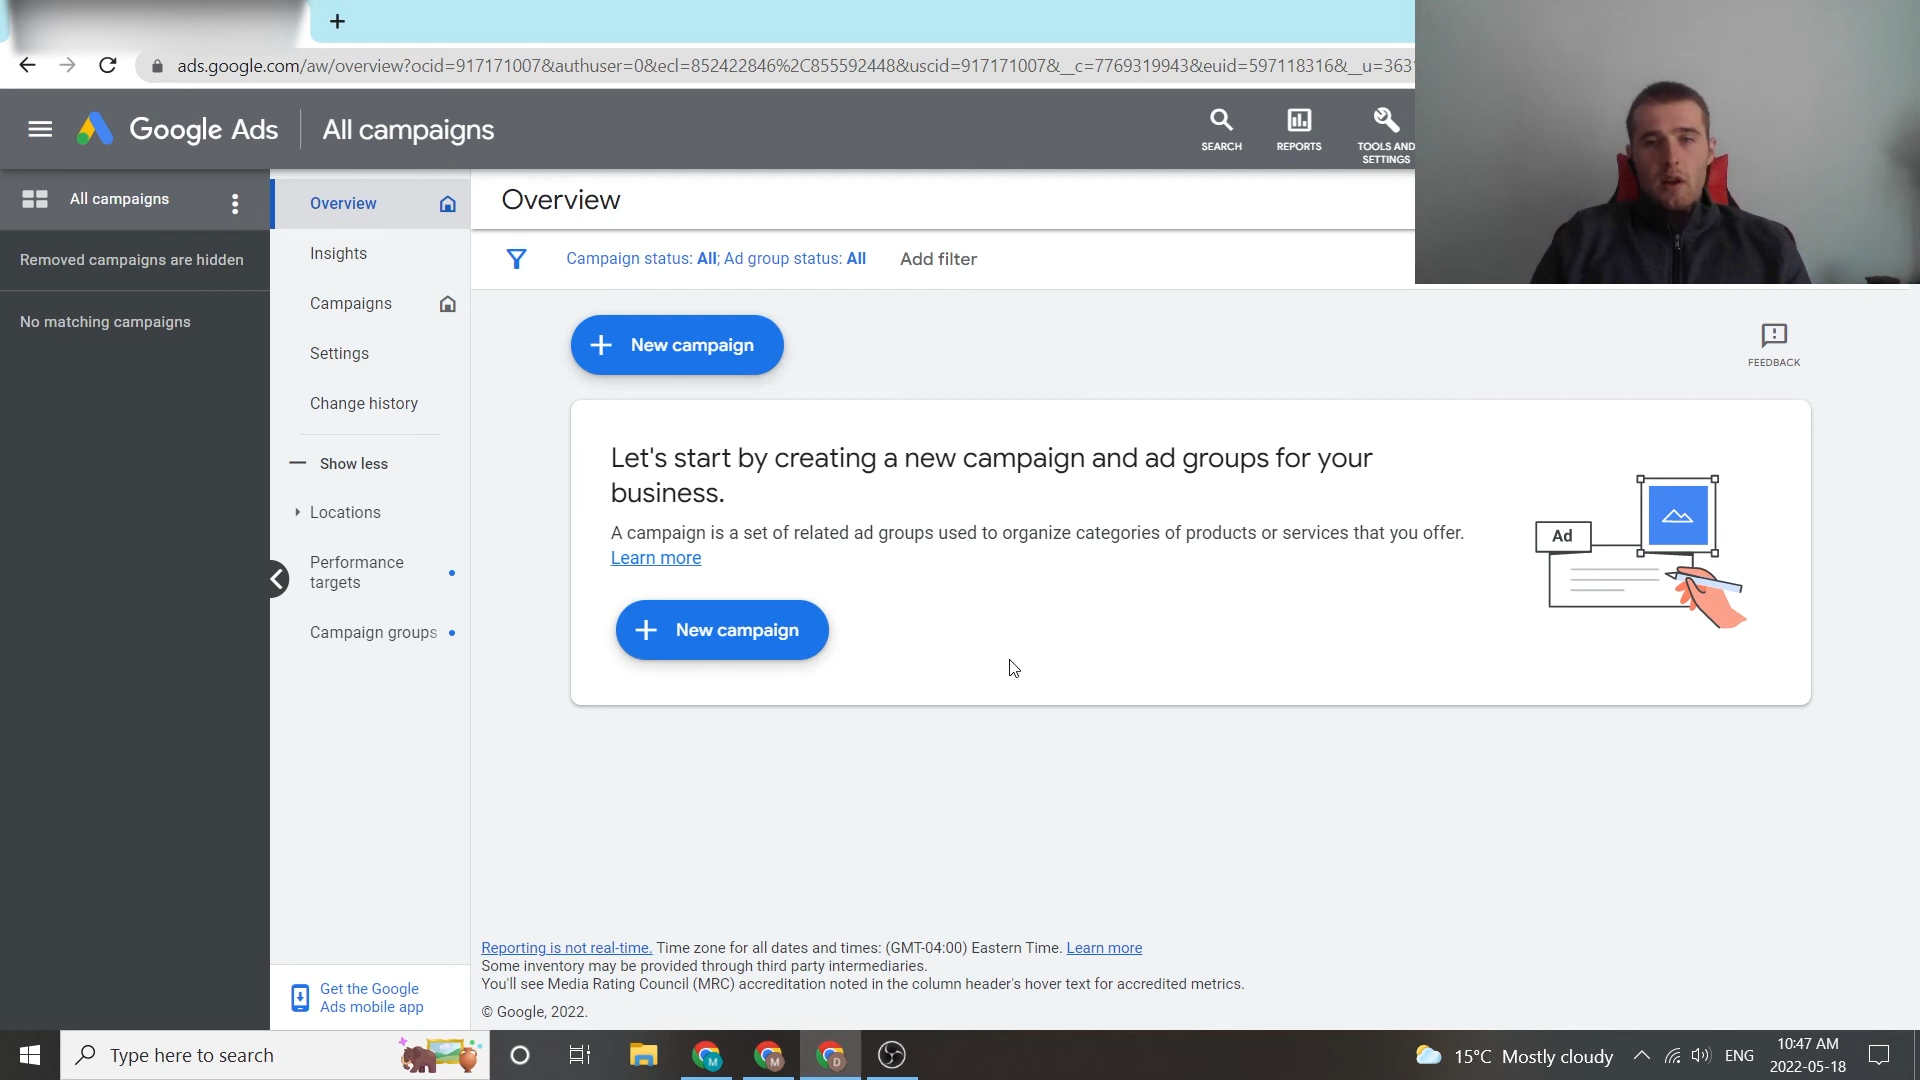 ads.google.com/aw/overview?ocid=917171007&authuser=0&ecl=852422846%2C855592448&uscid=917171007&__c=7769319943&euid=597118316&__u=363
Google Ads
All campaigns
SEARCH
REPORTS
TOOLS AND
SETTINGS
All campaigns
Removed campaigns are hidden
No matching campaigns
Overview
Insights
Campaigns
Settings
Change history
Show less
Locations
Performance
targets
Campaign groups
Get the Google
Ads mobile app
Overview
Campaign status: All; Ad group status: All
Add filter
New campaign
FEEDBACK
Let's start by creating a new campaign and ad groups for your
business.
A campaign is a set of related ad groups used to organize categories of products or services that you offer.
Learn more
New campaign
Ad
Reporting is not real-time. Time zone for all dates and times: (GMT-04:00) Eastern Time. Learn more
Some inventory may be provided through third party intermediaries.
You'll see Media Rating Council (MRC) accreditation noted in the column header's hover text for accredited metrics.
© Google, 2022.
Type here to search
M
M
D
15°C Mostly cloudy
ENG
10:47 AM
2022-05-18